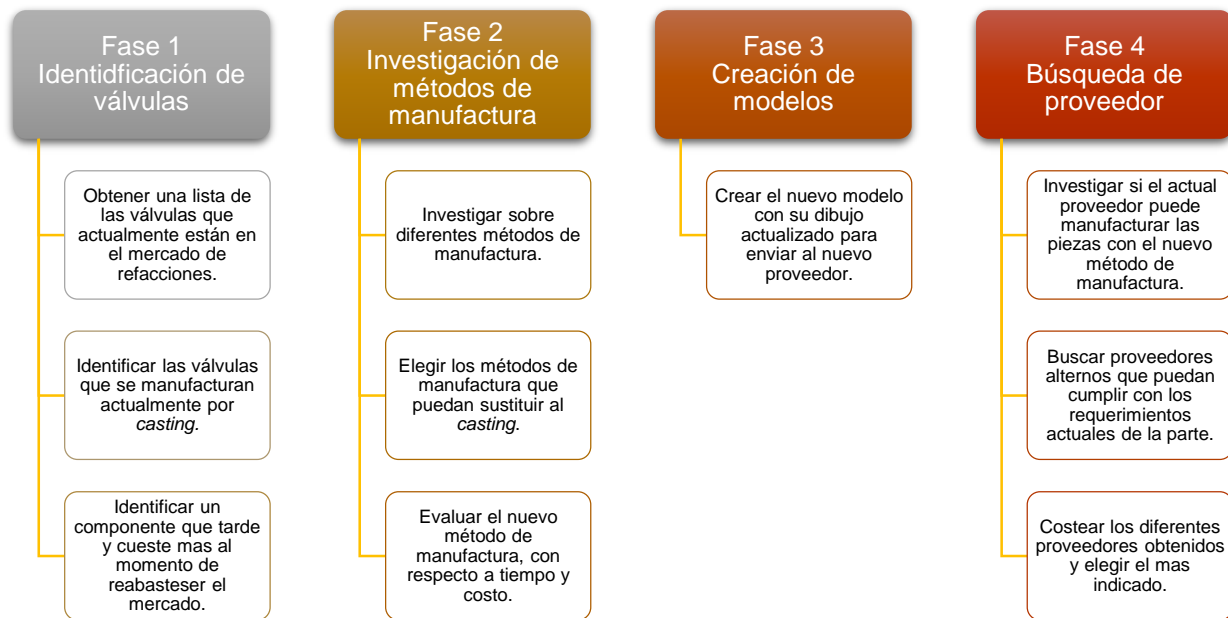 Fase 1
Identidficación de
válvulas
Obtener una lista de
las válvulas que
actualmente están en
el mercado de
refacciones.
Identificar las válvulas
que se manufacturan
actualmente por
casting.
Identificar un
componente que tarde
y cueste mas al
momento de
reabasteser el
mercado.
Fase 2
Investigación de
métodos de
manufactura
Investigar sobre
diferentes métodos de
manufactura.
Elegir los métodos de
manufactura que
puedan sustituir al
casting.
Evaluar el nuevo
método de
manufactura, con
respecto a tiempo y
costo.
Fase 3
Creación de
modelos
Crear el nuevo modelo
con su dibujo
actualizado para
enviar al nuevo
proveedor.
Fase 4
Búsqueda de
proveedor
Investigar si el actual
proveedor puede
manufacturar las
piezas con el nuevo
método de
manufactura.
Buscar proveedores
alternos que puedan
cumplir con los
requerimientos
actuales de la parte.
Costear los diferentes
proveedores obtenidos
y elegir el mas
indicado.